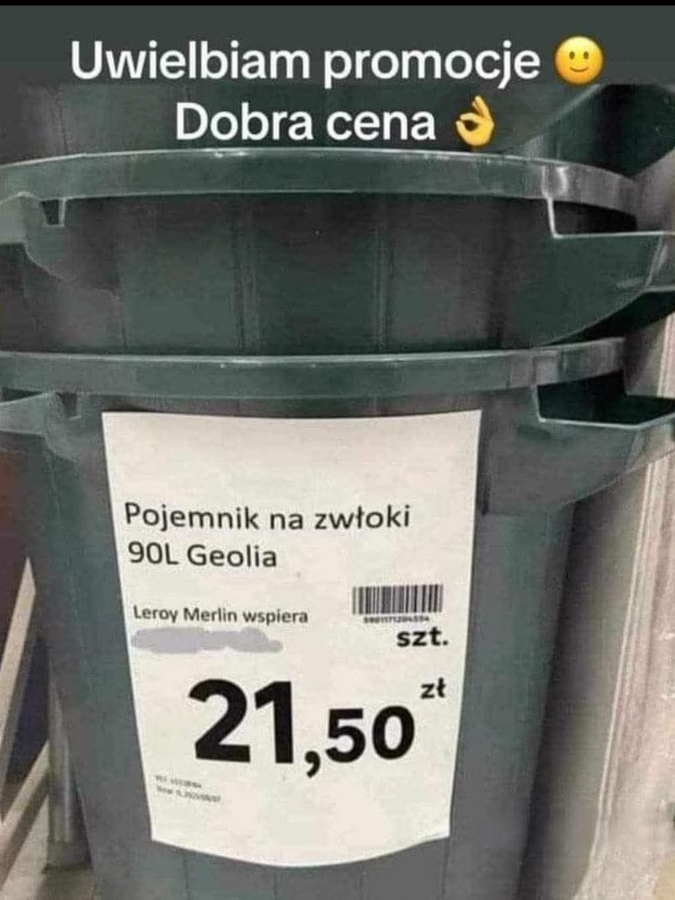 Uwielbiam promocje 🙂
Dobra cena 👌
Pojemnik na zwłoki
90L Geolia
Leroy Merlin wspiera
szt.
21,50 zł